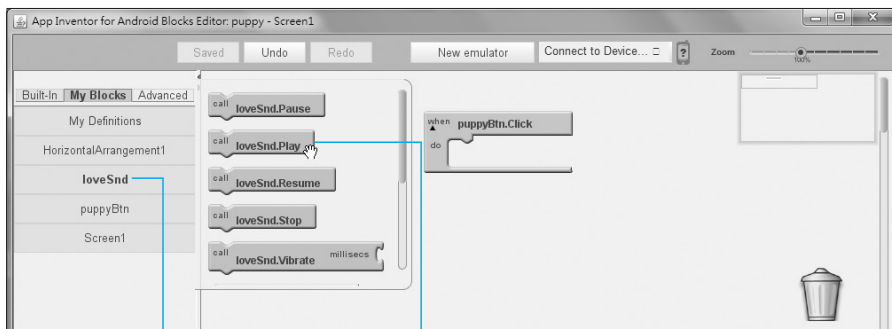 App Inventor for Android Blocks Editor: puppy - Screen1
Saved Undo Redo New emulator Connect to Device... Zoom
100%
Built-In My Blocks Advanced
My Definitions
HorizontalArrangement1
loveSnd
puppyBtn
Screen1
call loveSnd.Pause
call loveSnd.Play
call loveSnd.Resume
call loveSnd.Stop
call loveSnd.Vibrate millisecs
when puppyBtn.Click
do